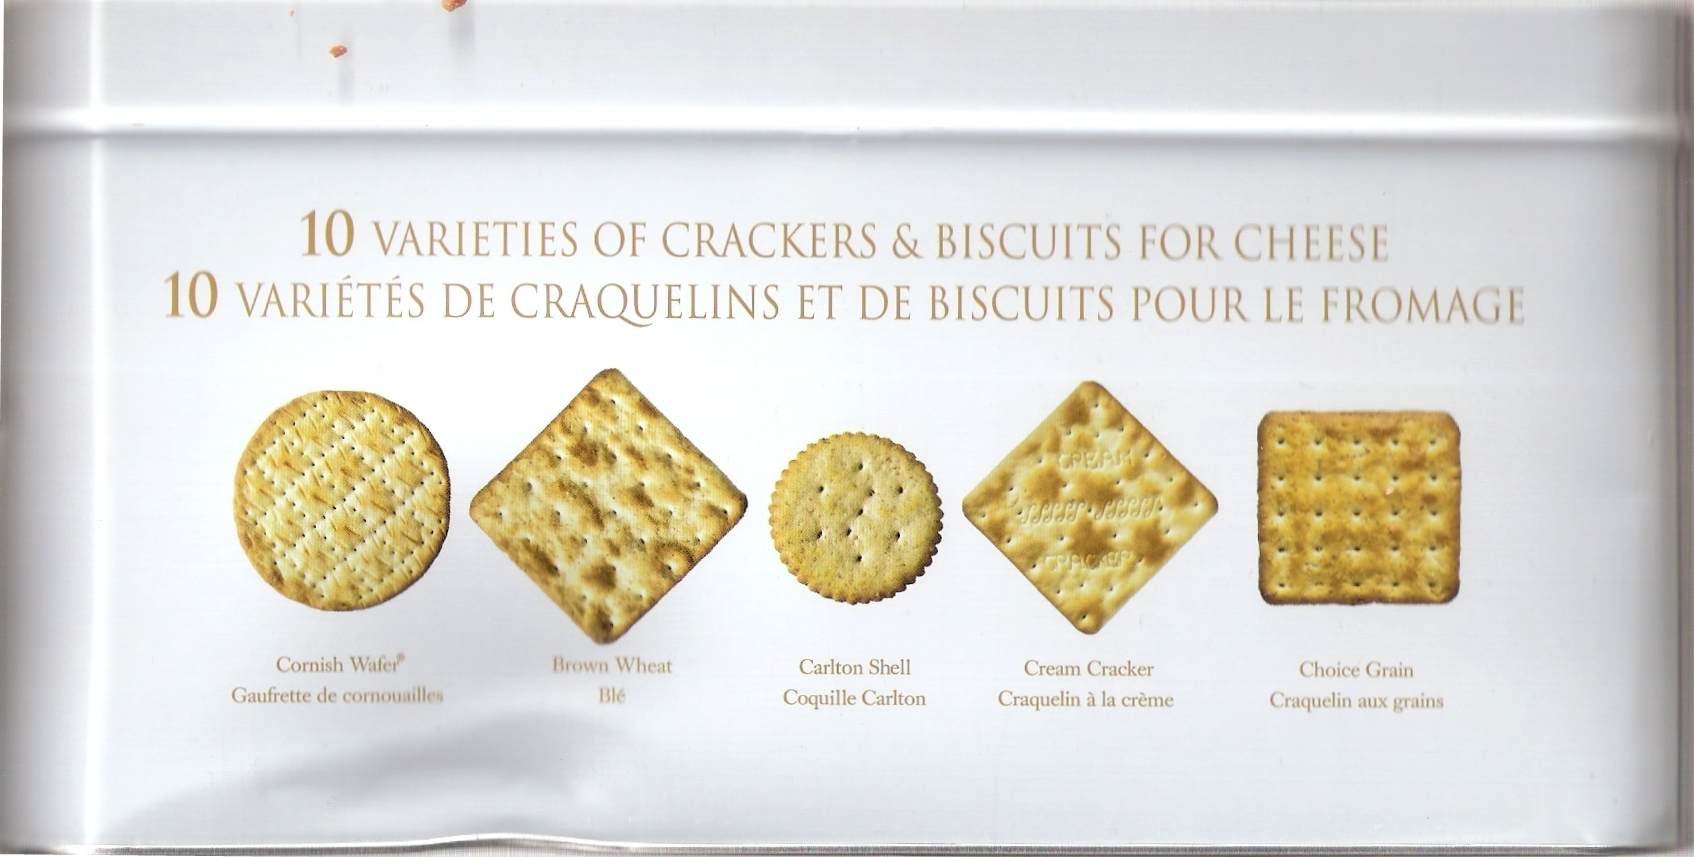 10 VARIETIES OF CRACKERS & BISCUITS FOR CHEESE
10 VARIÉTÉS DE CRAQUELINS ET DE BISCUITS POUR LE FROMAGE
CREAM
CRACKER
Cornish Wafer®
Gaufrette de cornouailles
Brown Wheat
Blé
Carlton Shell
Coquille Carlton
Cream Cracker
Craquelin à la crème
Choice Grain
Craquelin aux grains